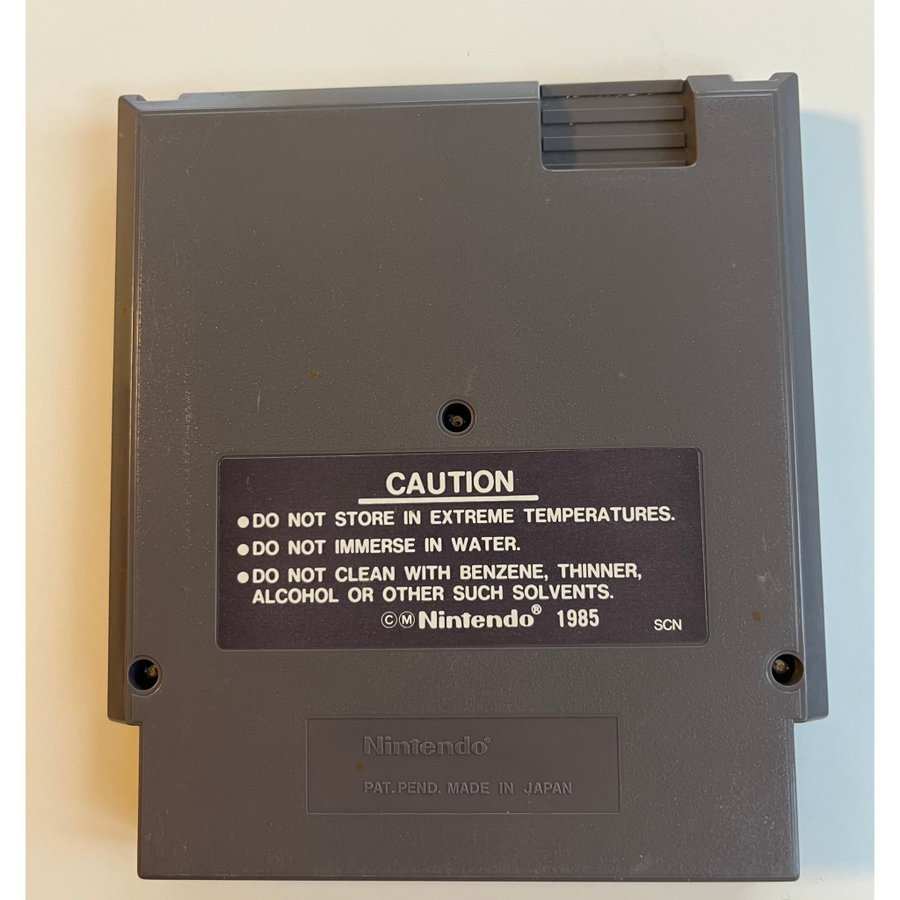 CAUTION
●DO NOT STORE IN EXTREME TEMPERATURES.
●DO NOT IMMERSE IN WATER.
●DO NOT CLEAN WITH BENZENE, THINNER,
ALCOHOL OR OTHER SUCH SOLVENTS.
ⒸⓂNintendo® 1985
SCN
Nintendo®
PAT. PEND. MADE IN JAPAN